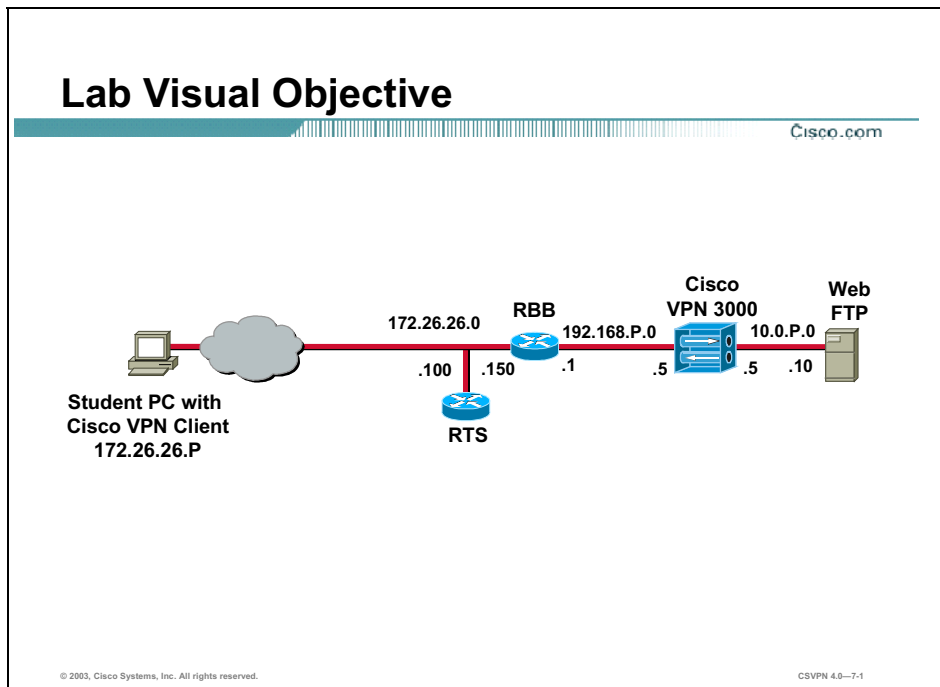 Lab Visual Objective
Cisco.com
Cisco
VPN 3000
Web
FTP
RBB
172.26.26.0
192.168.P.0
10.0.P.0
.100
.150
.1
.5
.5
.10
Student PC with
Cisco VPN Client
172.26.26.P
RTS
© 2003, Cisco Systems, Inc. All rights reserved.
CSVPN 4.0—7-1